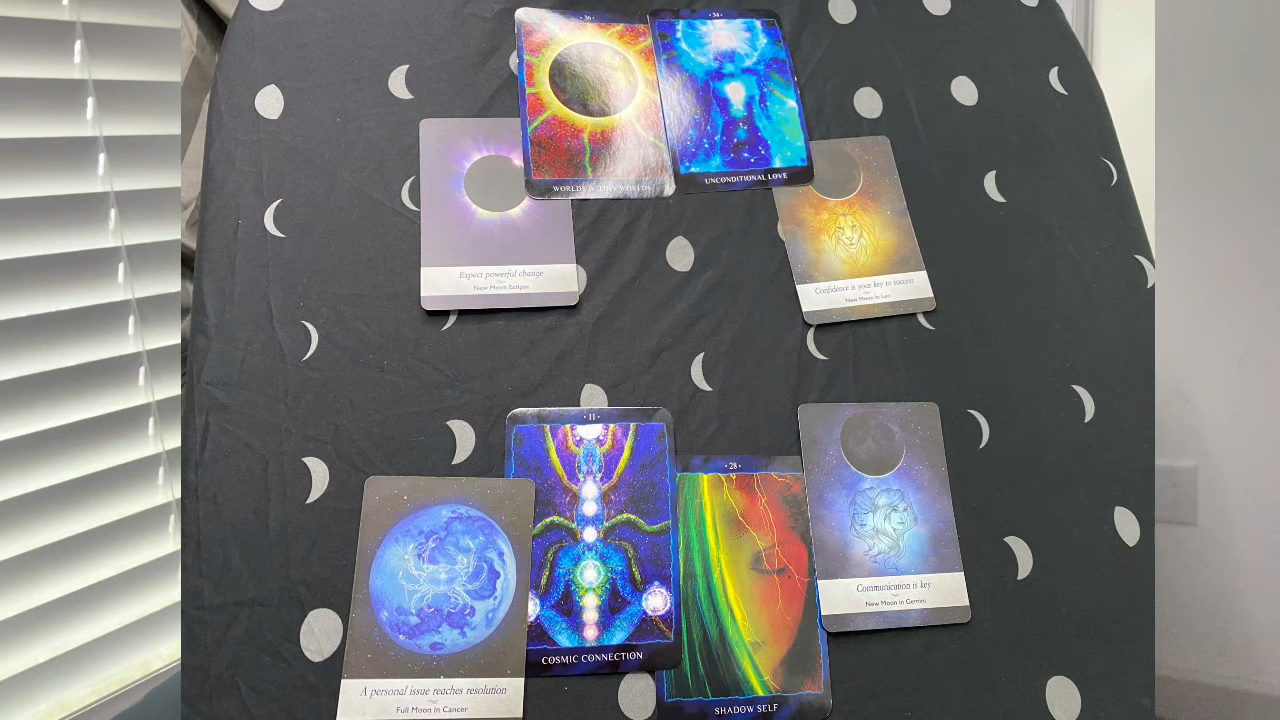 · 36 ·
WORLDS WITHIN WORLDS
· 34 ·
UNCONDITIONAL LOVE
Expect powerful change
New Moon Eclipse
Confidence is your key to success
New Moon in Leo
· 11 ·
COSMIC CONNECTION
· 28 ·
SHADOW SELF
Communication is key
New Moon in Gemini
A personal issue reaches resolution
Full Moon in Cancer